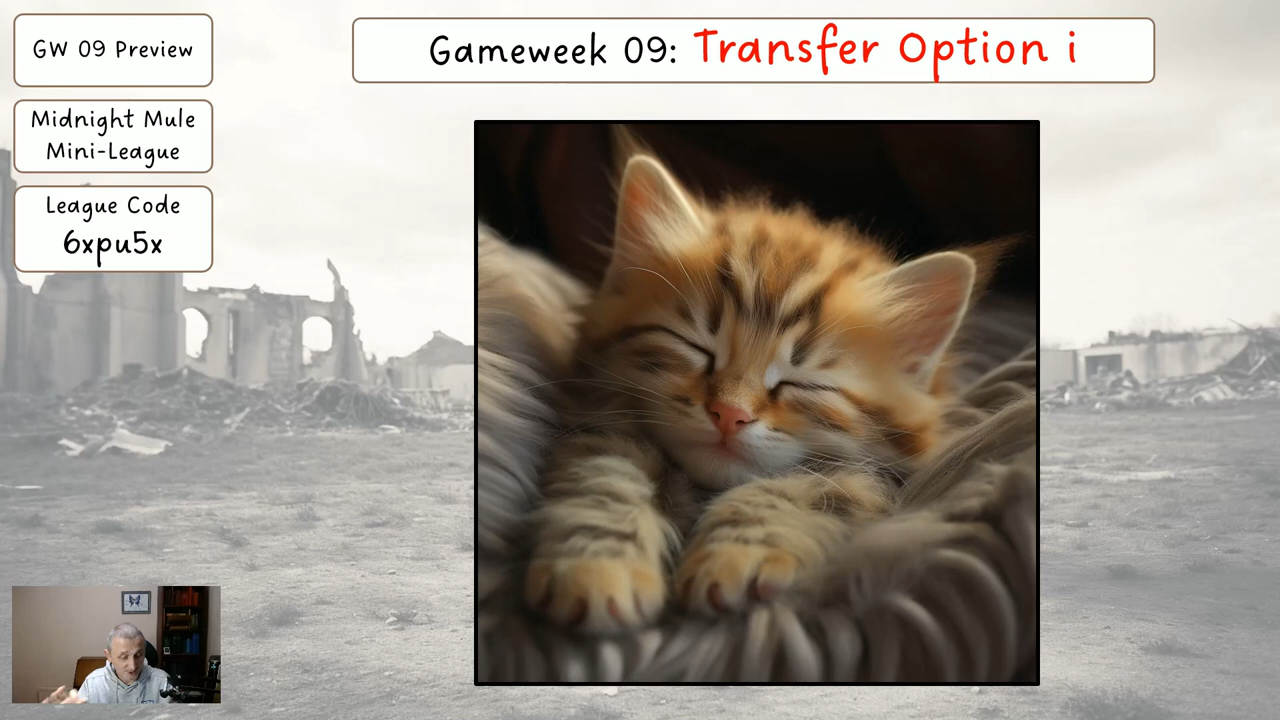 GW 09 Preview
Gameweek 09: Transfer Option i
Midnight Mule
Mini-League
League Code
6xpu5x